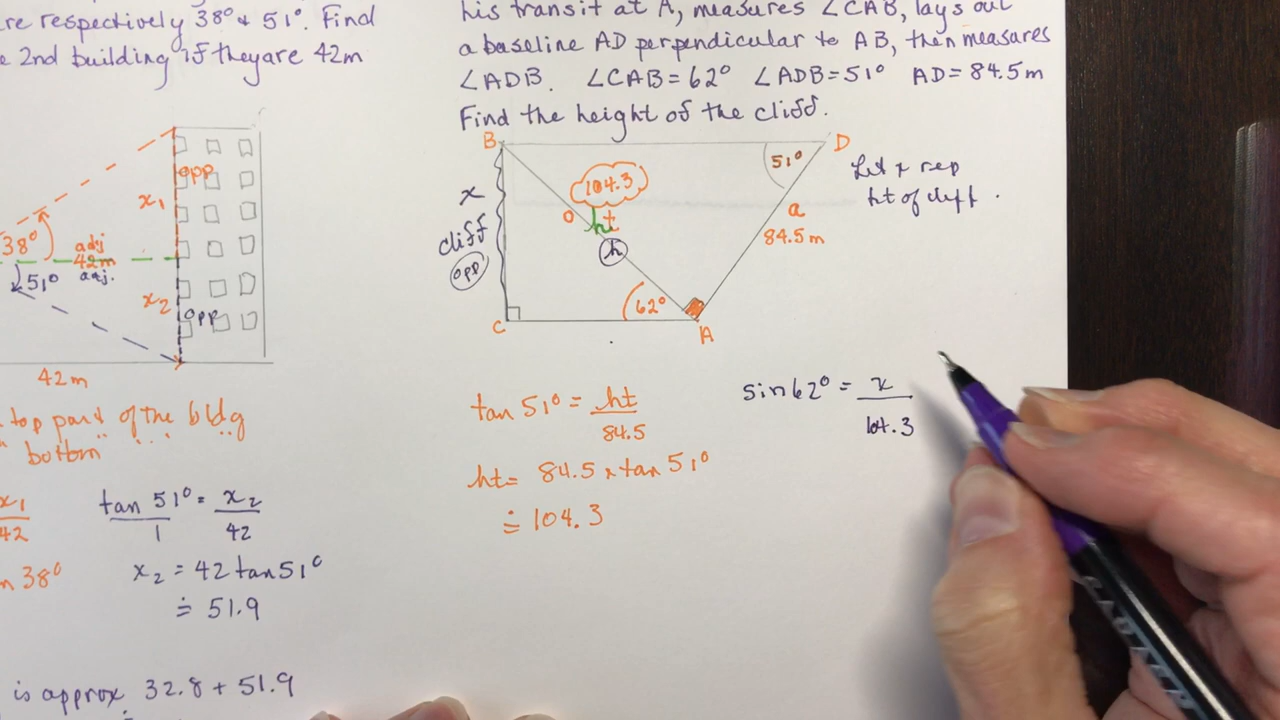 re respectively 38° & 51°. Find
e 2nd building if they are 42m
opp
x₁
38°
adj
42m
adj.
51°
x₂
opp
42m
top part of the bldg
bottom
x₁
42
38°
tan 51° = x₂
1 42
x₂ = 42 tan 51°
≐ 51.9
is approx 32.8 + 51.9
his transit at A, measures ∠CAB, lays out
a baseline AD perpendicular to AB, then measures
∠ADB. ∠CAB = 62° ∠ADB = 51° AD = 84.5m
Find the height of the cliff.
B
D
51°
x
104.3
o
ht
a
84.5m
cliff
opp
h
62°
C
A
Let x rep
ht of cliff.
tan 51° = ht
84.5
ht = 84.5 x tan 51°
≐ 104.3
sin 62° = x
104.3